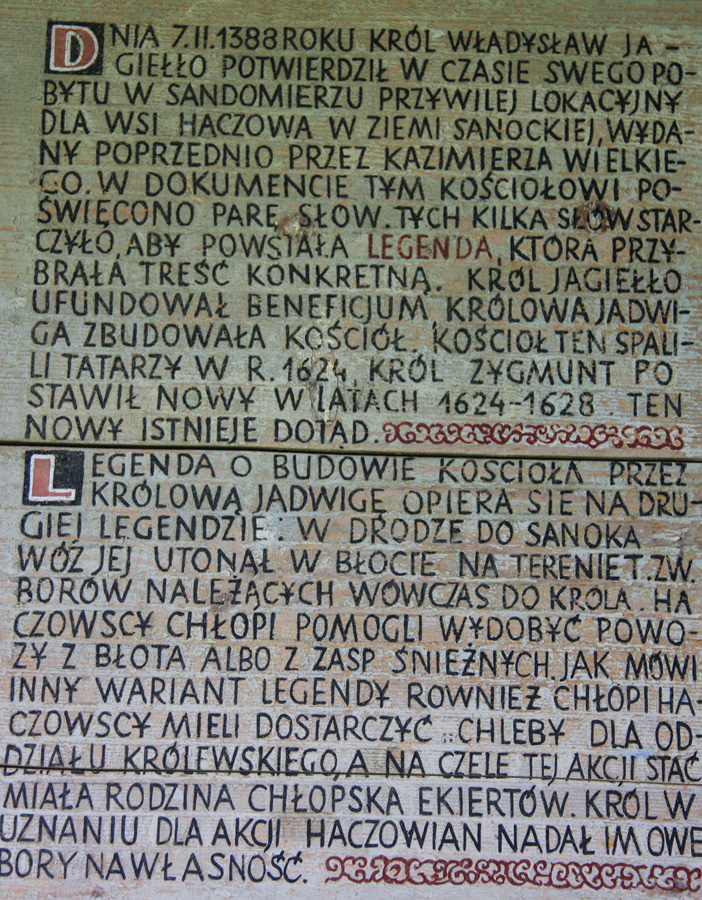 DNIA 7.II.1388 ROKU KRÓL WŁADYSŁAW JA-
GIEŁŁO POTWIERDZIŁ W CZASIE SWEGO PO-
BYTU W SANDOMIERZU PRZYWILEJ LOKACYJNY
DLA WSI HACZOWA W ZIEMI SANOCKIEJ, WYDA-
NY POPRZEDNIO PRZEZ KAZIMIERZA WIELKIE-
GO. W DOKUMENCIE TYM KOŚCIOŁOWI PO-
ŚWIĘCONO PARĘ SŁOW. TYCH KILKA SŁÓW STAR-
CZYŁO, ABY POWSTAŁA LEGENDA, KTÓRA PRZY-
BRAŁA TREŚĆ KONKRETNĄ. KRÓL JAGIEŁŁO
UFUNDOWAŁ BENEFICJUM, KRÓLOWA JADWI-
GA ZBUDOWAŁA KOŚCIÓŁ. KOŚCIOŁ TEN SPALI-
LI TATARZY W R. 1624, KRÓL ZYGMUNT PO
STAWIŁ NOWY W LATACH 1624-1628. TEN
NOWY ISTNIEJE DOTĄD.
LEGENDA O BUDOWIE KOŚCIOŁA PRZEZ
KRÓLOWĄ JADWIGĘ OPIERA SIĘ NA DRU-
GIEJ LEGENDZIE: W DRODZE DO SANOKA
WÓZ JEJ UTONĄŁ W BŁOCIE NA TERENIE T.ZW.
BORÓW NALEŻĄCYCH WÓWCZAS DO KRÓLA. HA
CZOWSCY CHŁOPI POMOGLI WYDOBYĆ POWO-
ZY Z BŁOTA ALBO Z ZASP ŚNIEŻNYCH. JAK MÓWI
INNY WARIANT LEGENDY ROWNIEŻ CHŁOPI HA-
CZOWSCY MIELI DOSTARCZYĆ CHLEBY DLA OD-
DZIAŁU KRÓLEWSKIEGO, A NA CZELE TEJ AKCJI STAĆ
MIAŁA RODZINA CHŁOPSKA EKIERTÓW. KRÓL W
UZNANIU DLA AKCJI HACZOWIAN NADAŁ IM OWE
BORY NA WŁASNOŚĆ.